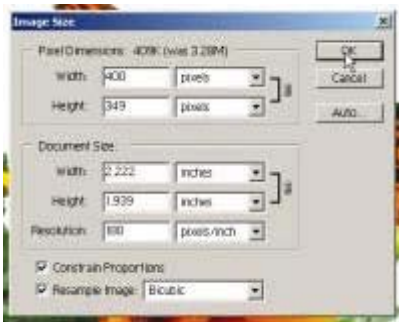 Image Size
Pixel Dimensions: 409K (was 3.28M)
Width: 400 pixels
Height: 349 pixels
OK
Cancel
Auto...
Document Size
Width: 2.222 inches
Height: 1.939 inches
Resolution: 180 pixels/inch
Constrain Proportions
Resample Image: Bicubic